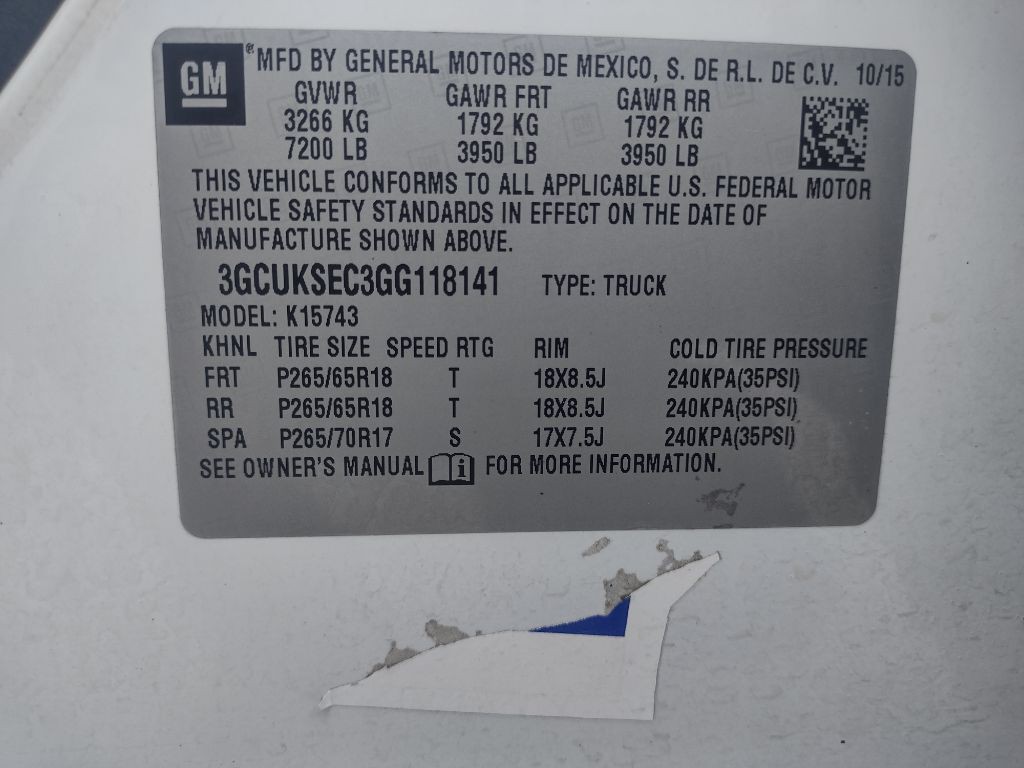 GM ® MFD BY GENERAL MOTORS DE MEXICO, S. DE R.L. DE C.V. 10/15
GVWR GAWR FRT GAWR RR
3266 KG 1792 KG 1792 KG
7200 LB 3950 LB 3950 LB
THIS VEHICLE CONFORMS TO ALL APPLICABLE U.S. FEDERAL MOTOR
VEHICLE SAFETY STANDARDS IN EFFECT ON THE DATE OF
MANUFACTURE SHOWN ABOVE.
3GCUKSEC3GG118141 TYPE: TRUCK
MODEL: K15743
KHNL TIRE SIZE SPEED RTG RIM COLD TIRE PRESSURE
FRT P265/65R18 T 18X8.5J 240KPA(35PSI)
RR P265/65R18 T 18X8.5J 240KPA(35PSI)
SPA P265/70R17 S 17X7.5J 240KPA(35PSI)
SEE OWNER'S MANUAL i FOR MORE INFORMATION.